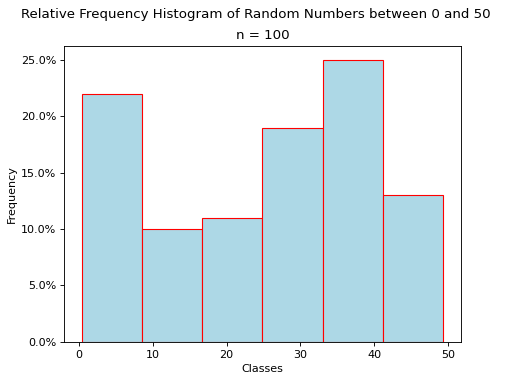 Relative Frequency Histogram of Random Numbers between 0 and 50
n = 100
25.0%
20.0%
15.0%
10.0%
5.0%
0.0%
Frequency
0 10 20 30 40 50
Classes